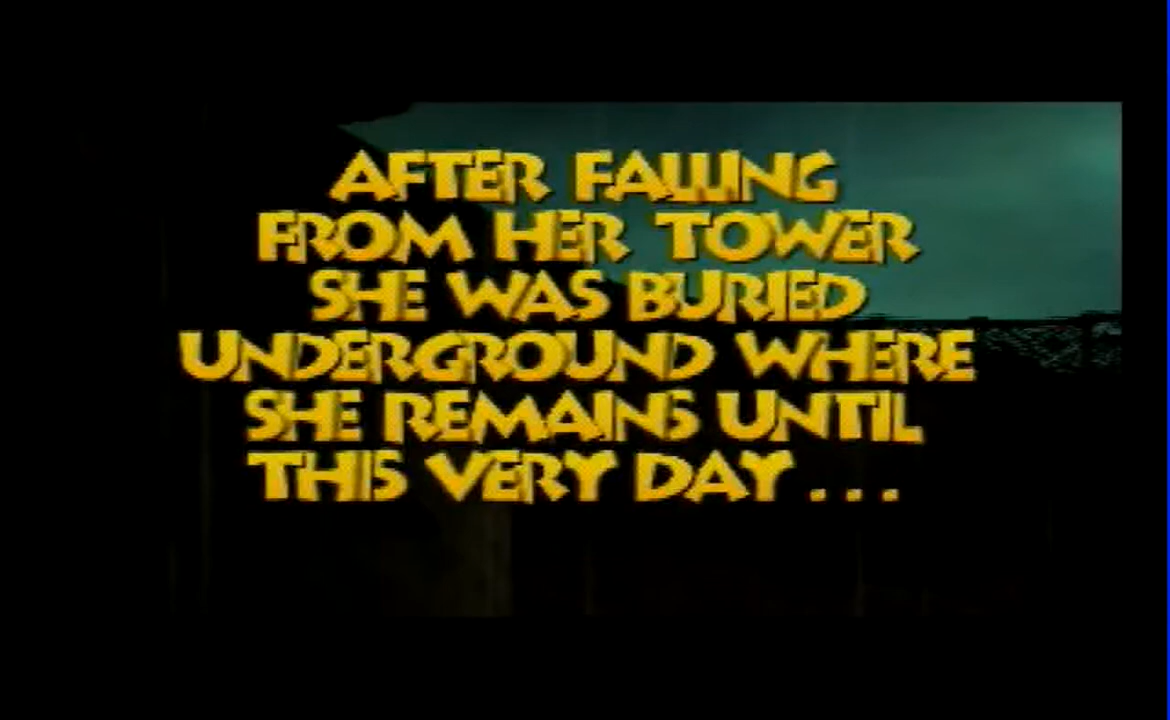 AFTER FALLING
FROM HER TOWER
SHE WAS BURIED
UNDERGROUND WHERE
SHE REMAINS UNTIL
THIS VERY DAY . . .